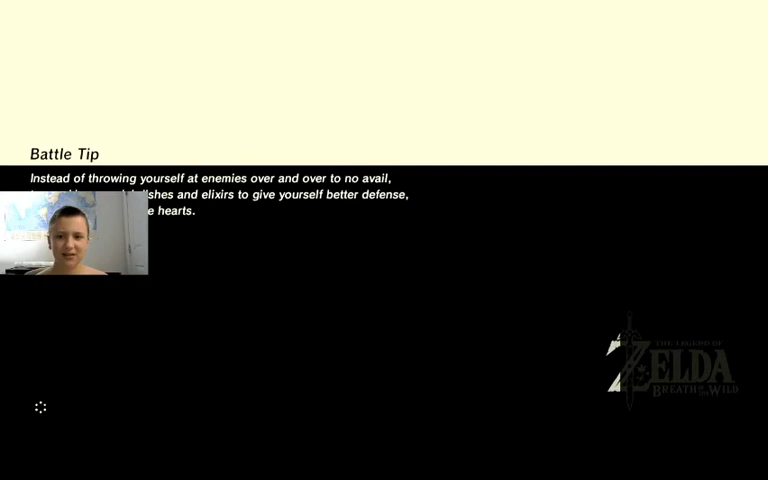 Battle Tip
Instead of throwing yourself at enemies over and over to no avail,
and elixirs to give yourself better defense,
hearts.
THE LEGEND OF
ZELDA
BREATH OF THE WILD